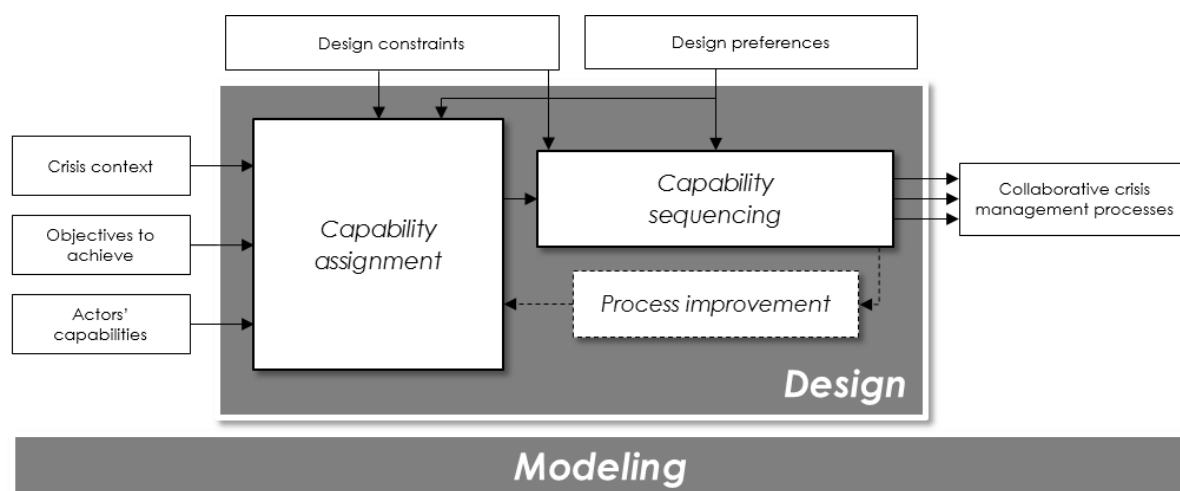 Design constraints
Design preferences
Crisis context
Objectives to
achieve
Actors’
capabilities
Capability
assignment
Capability
sequencing
Process improvement
Collaborative crisis
management processes
Design
Modeling